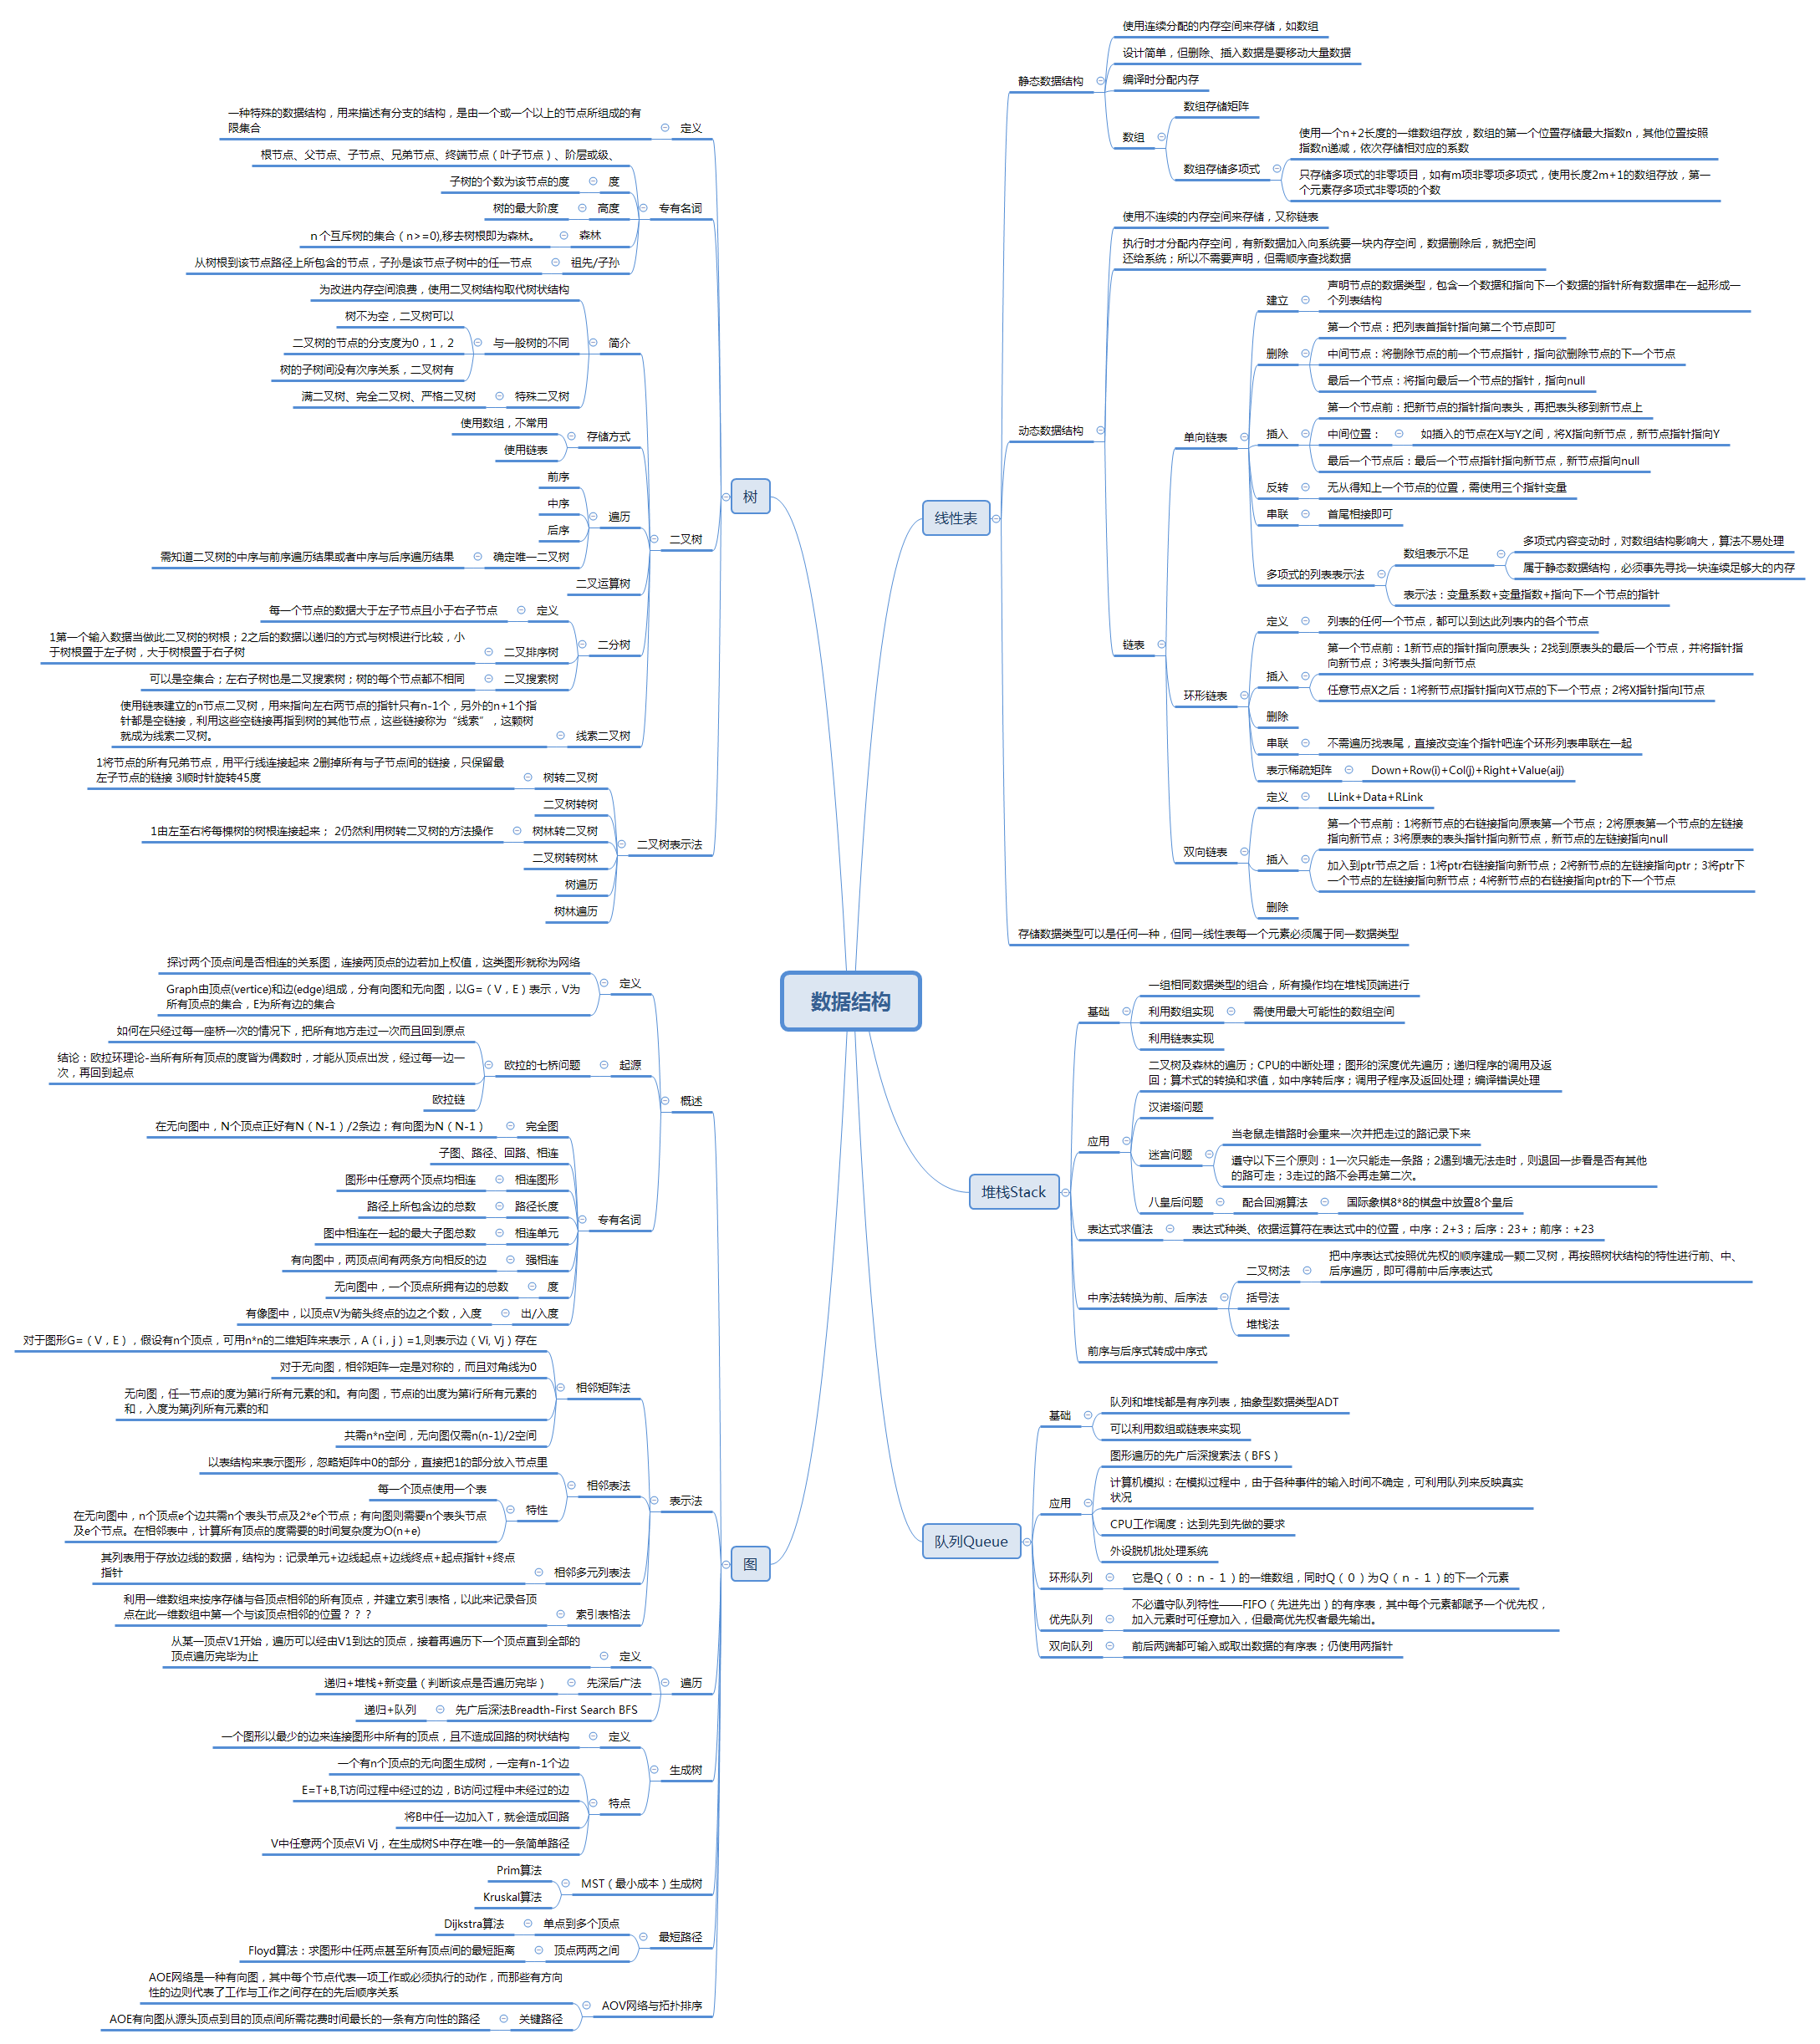 数据结构
线性表
静态数据结构
使用连续分配的内存空间来存储，如数组
设计简单，但删除、插入数据是要移动大量数据
编译时分配内存
数组
数组存储矩阵
数组存储多项式
使用一个n+2长度的一维数组存放，数组的第一个位置存储最大指数n，其他位置按照
指数n递减，依次存储相对应的系数
只存储多项式的非零项目，如有m项非零项多项式，使用长度2m+1的数组存放，第一
个元素存多项式非零项的个数
动态数据结构
使用不连续的内存空间来存储，又称链表
执行时才分配内存空间，有新数据加入向系统要一块内存空间，数据删除后，就把空间
还给系统；所以不需要声明，但需顺序查找数据
链表
单向链表
建立
声明节点的数据类型，包含一个数据和指向下一个数据的指针所有数据串在一起形成一
个列表结构
删除
第一个节点：把列表首指针指向第二个节点即可
中间节点：将删除节点的前一个节点指针，指向欲删除节点的下一个节点
最后一个节点：将指向最后一个节点的指针，指向null
插入
第一个节点前：把新节点的指针指向表头，再把表头移到新节点上
中间位置：
如插入的节点在X与Y之间，将X指向新节点，新节点指针指向Y
最后一个节点后：最后一个节点指针指向新节点，新节点指向null
反转
无从得知上一个节点的位置，需使用三个指针变量
串联
首尾相接即可
多项式的列表表示法
数组表示不足
多项式内容变动时，对数组结构影响大，算法不易处理
属于静态数据结构，必须事先寻找一块连续足够大的内存
表示法：变量系数+变量指数+指向下一个节点的指针
环形链表
定义
列表的任何一个节点，都可以到达此列表内的各个节点
插入
第一个节点前：1新节点的指针指向原表头；2找到原表头的最后一个节点，并将指针指
向新节点；3将表头指向新节点
任意节点X之后：1将新节点I指针指向X节点的下一个节点；2将X指针指向I节点
删除
串联
不需遍历找表尾，直接改变连个指针吧连个环形列表串联在一起
表示稀疏矩阵
Down+Row(i)+Col(j)+Right+Value(aij)
双向链表
定义
LLink+Data+RLink
插入
第一个节点前：1将新节点的右链接指向原表第一个节点；2将原表第一个节点的左链接
指向新节点；3将原表的表头指针指向新节点，新节点的左链接指向null
加入到ptr节点之后：1将ptr右链接指向新节点；2将新节点的左链接指向ptr；3将ptr下
一个节点的左链接指向新节点；4将新节点的右链接指向ptr的下一个节点
删除
存储数据类型可以是任何一种，但同一线性表每一个元素必须属于同一数据类型
堆栈Stack
基础
一组相同数据类型的组合，所有操作均在堆栈顶端进行
利用数组实现
需使用最大可能性的数组空间
利用链表实现
应用
二叉树及森林的遍历；CPU的中断处理；图形的深度优先遍历；递归程序的调用及返
回；算术式的转换和求值，如中序转后序；调用子程序及返回处理；编译错误处理
汉诺塔问题
迷宫问题
当老鼠走错路时会重来一次并把走过的路记录下来
遵守以下三个原则：1一次只能走一条路；2遇到墙无法走时，则退回一步看是否有其他
的路可走；3走过的路不会再走第二次。
八皇后问题
配合回溯算法
国际象棋8*8的棋盘中放置8个皇后
表达式求值法
表达式种类、依据运算符在表达式中的位置，中序：2+3；后序：23+；前序：+23
中序法转换为前、后序法
二叉树法
把中序表达式按照优先权的顺序建成一颗二叉树，再按照树状结构的特性进行前、中、
后序遍历，即可得前中后序表达式
括号法
堆栈法
前序与后序式转成中序式
队列Queue
基础
队列和堆栈都是有序列表，抽象型数据类型ADT
可以利用数组或链表来实现
应用
图形遍历的先广后深搜索法（BFS）
计算机模拟：在模拟过程中，由于各种事件的输入时间不确定，可利用队列来反映真实
状况
CPU工作调度：达到先到先做的要求
外设脱机批处理系统
环形队列
它是Q（０：ｎ－１）的一维数组，同时Q（０）为Ｑ（ｎ－１）的下一个元素
优先队列
不必遵守队列特性——FIFO（先进先出）的有序表，其中每个元素都赋予一个优先权，
加入元素时可任意加入，但最高优先权者最先输出。
双向队列
前后两端都可输入或取出数据的有序表；仍使用两指针
树
定义
一种特殊的数据结构，用来描述有分支的结构，是由一个或一个以上的节点所组成的有
限集合
专有名词
根节点、父节点、子节点、兄弟节点、终端节点（叶子节点）、阶层或级、
度
子树的个数为该节点的度
高度
树的最大阶度
森林
n 个互斥树的集合（n>=0),移去树根即为森林。
祖先/子孙
从树根到该节点路径上所包含的节点，子孙是该节点子树中的任一节点
二叉树
简介
为改进内存空间浪费，使用二叉树结构取代树状结构
与一般树的不同
树不为空，二叉树可以
二叉树的节点的分支度为0，1，2
树的子树间没有次序关系，二叉树有
特殊二叉树
满二叉树、完全二叉树、严格二叉树
存储方式
使用数组，不常用
使用链表
遍历
前序
中序
后序
确定唯一二叉树
需知道二叉树的中序与前序遍历结果或者中序与后序遍历结果
二叉运算树
二分树
定义
每一个节点的数据大于左子节点且小于右子节点
二叉排序树
1第一个输入数据当做此二叉树的树根；2之后的数据以递归的方式与树根进行比较，小
于树根置于左子树，大于树根置于右子树
二叉搜索树
可以是空集合；左右子树也是二叉搜索树；树的每个节点都不相同
线索二叉树
使用链表建立的n节点二叉树，用来指向左右两节点的指针只有n-1个，另外的n+1个指
针都是空链接，利用这些空链接再指到树的其他节点，这些链接称为“线素”，这颗树
就成为线素二叉树。
二叉树表示法
树转二叉树
1将节点的所有兄弟节点，用平行线连接起来 2删掉所有与子节点间的链接，只保留最
左子节点的链接 3顺时针旋转45度
二叉树转树
树林转二叉树
1由左至右将每棵树的树根连接起来； 2仍然利用树转二叉树的方法操作
二叉树转树林
树遍历
树林遍历
图
概述
定义
探讨两个顶点间是否相连的关系图，连接两顶点的边若加上权值，这类图形就称为网络
Graph由顶点(vertice)和边(edge)组成，分有向图和无向图，以G=（V，E）表示，V为
所有顶点的集合，E为所有边的集合
起源
欧拉的七桥问题
如何在只经过每一座桥一次的情况下，把所有地方走过一次而且回到原点
结论：欧拉环理论-当所有所有顶点的度皆为偶数时，才能从顶点出发，经过每一边一
次，再回到起点
欧拉链
专有名词
完全图
在无向图中，N个顶点正好有N（N-1）/2条边；有向图为N（N-1）
子图、路径、回路、相连
相连图形
图形中任意两个顶点均相连
路径长度
路径上所包含边的总数
相连单元
图中相连在一起的最大子图总数
强相连
有向图中，两顶点间有两条方向相反的边
度
无向图中，一个顶点所拥有边的总数
出/入度
有像图中，以顶点V为箭头终点的边之个数，入度
表示法
相邻矩阵法
对于图形G=（V，E），假设有n个顶点，可用n*n的二维矩阵来表示，A（i，j）=1,则表示边（Vi, Vj）存在
对于无向图，相邻矩阵一定是对称的，而且对角线为0
无向图，任一节点i的度为第i行所有元素的和。有向图，节点i的出度为第i行所有元素的
和，入度为第j列所有元素的和
共需n*n空间，无向图仅需n(n-1)/2空间
相邻表法
以表结构来表示图形，忽略矩阵中0的部分，直接把1的部分放入节点里
特性
每一个顶点使用一个表
在无向图中，n个顶点e个边共需n个表头节点及2*e个节点；有向图则需要n个表头节点
及e个节点。在相邻表中，计算所有顶点的度需要的时间复杂度为O(n+e)
相邻多元列表法
其列表用于存放边线的数据，结构为：记录单元+边线起点+边线终点+起点指针+终点
指针
索引表格法
利用一维数组来按序存储与各顶点相邻的所有顶点，并建立索引表格，以此来记录各顶
点在此一维数组中第一个与该顶点相邻的位置？？？
遍历
定义
从某一顶点V1开始，遍历可以经由V1到达的顶点，接着再遍历下一个顶点直到全部的
顶点遍历完毕为止
先深后广法
递归+堆栈+新变量（判断该点是否遍历完毕）
先广后深法Breadth-First Search BFS
递归+队列
生成树
定义
一个图形以最少的边来连接图形中所有的顶点，且不造成回路的树状结构
特点
一个有n个顶点的无向图生成树，一定有n-1个边
E=T+B,T访问过程中经过的边，B访问过程中未经过的边
将B中任一边加入T，就会造成回路
V中任意两个顶点Vi Vj，在生成树S中存在唯一的一条简单路径
MST（最小成本）生成树
Prim算法
Kruskal算法
最短路径
单点到多个顶点
Dijkstra算法
顶点两两之间
Floyd算法：求图形中任两点甚至所有顶点间的最短距离
AOV网络与拓扑排序
AOE网络是一种有向图，其中每个节点代表一项工作或必须执行的动作，而那些有方向
性的边则代表了工作与工作之间存在的先后顺序关系
关键路径
AOE有向图从源头顶点到目的顶点间所需花费时间最长的一条有方向性的路径